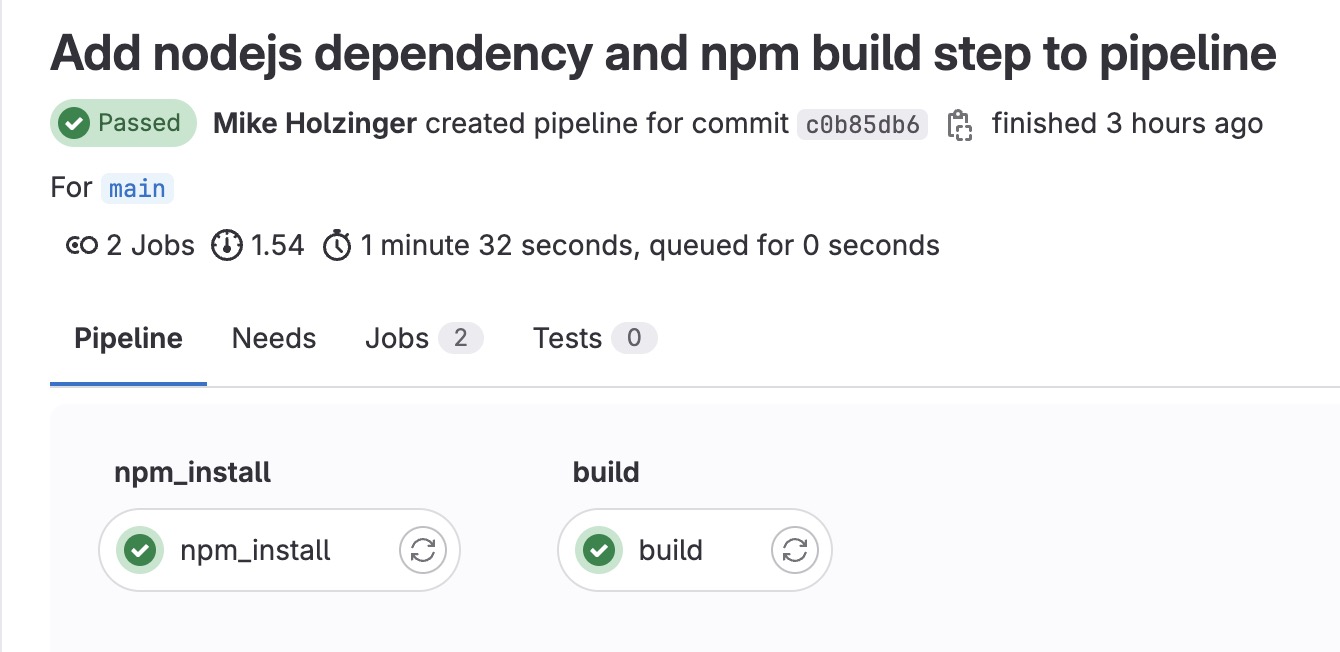 Add nodejs dependency and npm build step to pipeline
Passed Mike Holzinger created pipeline for commit c0b85db6 finished 3 hours ago
For main
2 Jobs 1.54 1 minute 32 seconds, queued for 0 seconds
Pipeline Needs Jobs 2 Tests 0
npm_install build
npm_install build